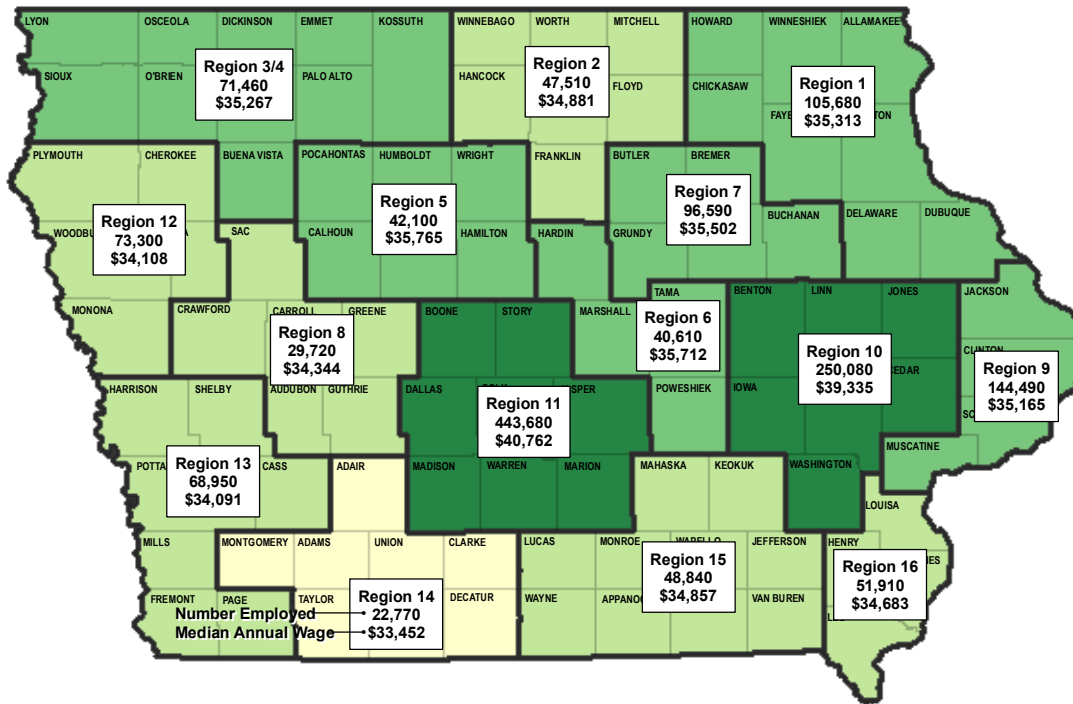 LYON
OSCEOLA
DICKINSON
EMMET
KOSSUTH
WINNEBAGO
WORTH
MITCHELL
HOWARD
WINNESHIEK
ALLAMAKEE
SIOUX
O'BRIEN
PALO ALTO
HANCOCK
FLOYD
CHICKASAW
Region 3/4
71,460
$35,267
Region 2
47,510
$34,881
Region 1
105,680
$35,313
PLYMOUTH
CHEROKEE
BUENA VISTA
POCAHONTAS
HUMBOLDT
WRIGHT
FRANKLIN
BUTLER
BREMER
Region 5
42,100
$35,765
Region 7
96,590
$35,502
Region 12
73,300
$34,108
SAC
CALHOUN
HAMILTON
HARDIN
GRUNDY
BUCHANAN
DELAWARE
DUBUQUE
MONONA
CRAWFORD
CARROLL
GREENE
BOONE
STORY
MARSHALL
TAMA
BENTON
LINN
JONES
JACKSON
Region 8
29,720
$34,344
Region 6
40,610
$35,712
Region 10
250,080
$39,335
Region 9
144,490
$35,165
CLINTON
HARRISON
SHELBY
AUDUBON
GUTHRIE
DALLAS
POWESHIEK
IOWA
Region 11
443,680
$40,762
MUSCATINE
Region 13
68,950
$34,091
CASS
ADAIR
MADISON
WARREN
MARION
MAHASKA
KEOKUK
WASHINGTON
LOUISA
MILLS
MONTGOMERY
ADAMS
UNION
CLARKE
LUCAS
MONROE
JEFFERSON
HENRY
Region 15
48,840
$34,857
Region 16
51,910
$34,683
FREMONT
PAGE
TAYLOR
DECATUR
WAYNE
VAN BUREN
Region 14
Number Employed 22,770
Median Annual Wage $33,452